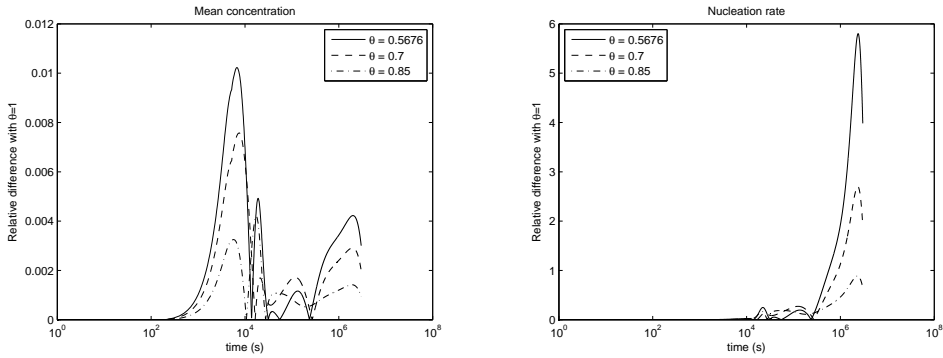 Mean concentration
Relative difference with θ=1
0.012
0.01
0.008
0.006
0.004
0.002
0
10^0
10^2
10^4
10^6
10^8
time (s)
θ = 0.5676
θ = 0.7
θ = 0.85
Nucleation rate
Relative difference with θ=1
6
5
4
3
2
1
0
10^0
10^2
10^4
10^6
10^8
time (s)
θ = 0.5676
θ = 0.7
θ = 0.85